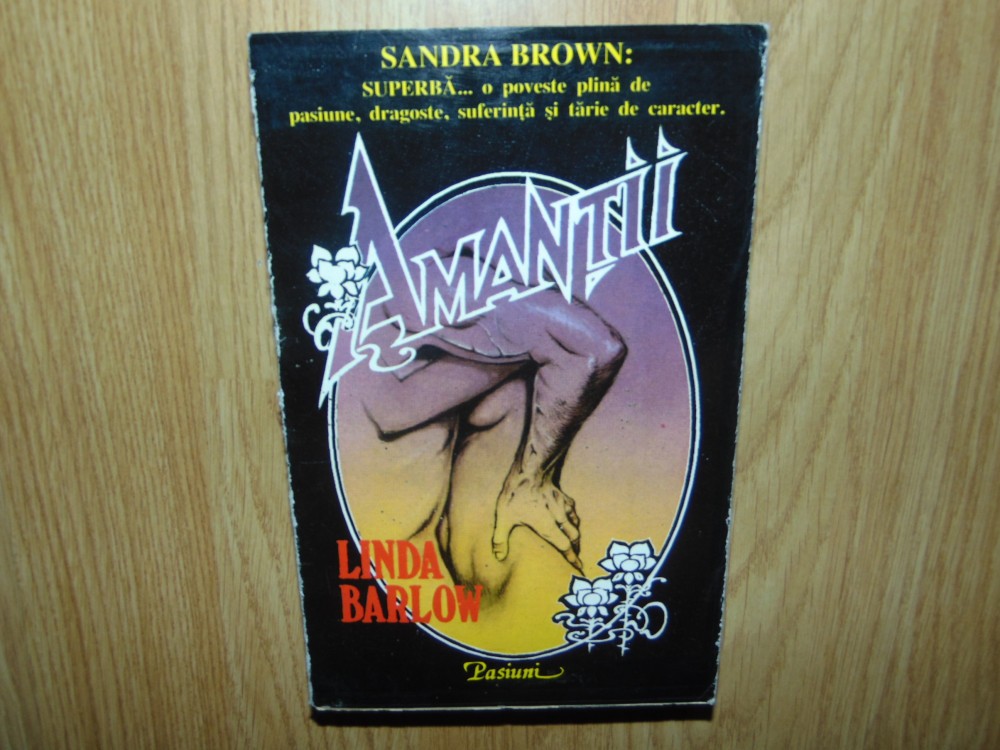 SANDRA BROWN:
SUPERBĂ... o poveste plină de
pasiune, dragoste, suferință și tărie de caracter.
AMANȚII
LINDA
BARLOW
Pasiuni